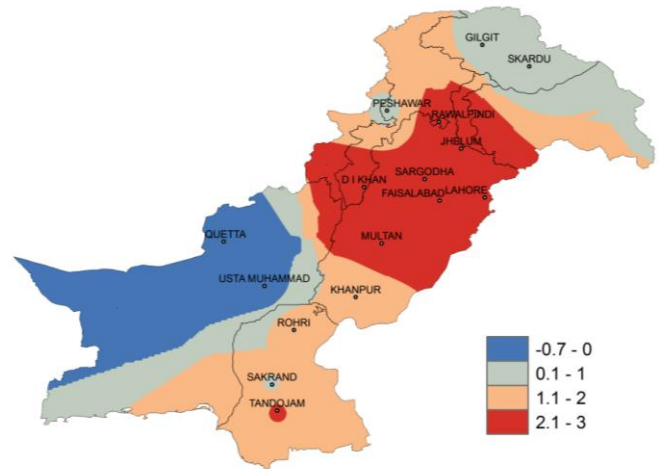 GILGIT
SKARDU
PESHAWAR
RAWALPINDI
JHBLUM
SARGODHA
D I KHAN
FAISALABAD
LAHORE
QUETTA
MULTAN
USTA MUHAMMAD
KHANPUR
ROHRI
SAKRAND
TANDOJAM
-0.7 - 0
0.1 - 1
1.1 - 2
2.1 - 3